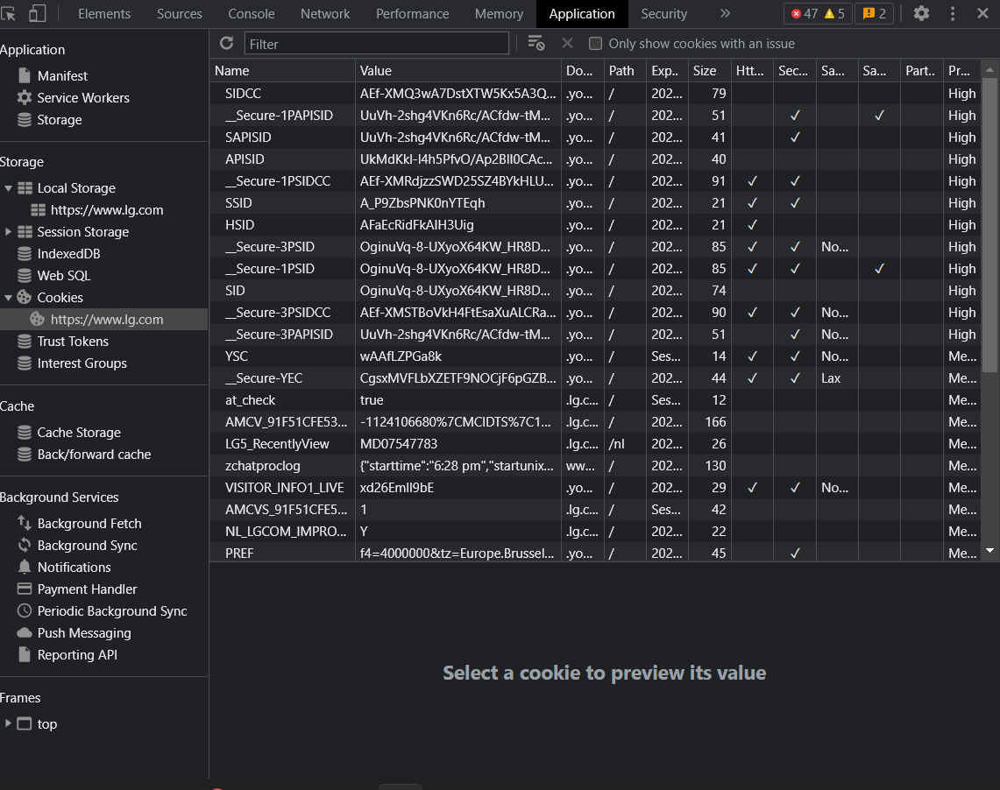 Elements Sources Console Network Performance Memory Application Security 47 5 2
Application
Manifest
Service Workers
Storage
Storage
Local Storage
https://www.lg.com
Session Storage
IndexedDB
Web SQL
Cookies
https://www.lg.com
Trust Tokens
Interest Groups
Cache
Cache Storage
Back/forward cache
Background Services
Background Fetch
Background Sync
Notifications
Payment Handler
Periodic Background Sync
Push Messaging
Reporting API
Frames
top
Filter Only show cookies with an issue
Name Value Do... Path Exp.. Size Htt... Sec... Sa... Sa... Part.. Pr...
SIDCC AEf-XMQ3wA7DstXTW5Kx5A3Q... .yo... / 202... 79 High
__Secure-1PAPISID UuVh-2shg4VKn6Rc/ACfdw-tM... .yo... / 202... 51 ✓ ✓ High
SAPISID UuVh-2shg4VKn6Rc/ACfdw-tM... .yo... / 202... 41 ✓ High
APISID UkMdKkl-I4h5PfvO/Ap2BlI0CAc... .yo... / 202... 40 High
__Secure-1PSIDCC AEf-XMRdjzzSWD25SZ4BYkHLU... .yo... / 202... 91 ✓ ✓ High
SSID A_P9ZbsPNK0nYTEqh .yo... / 202... 21 ✓ ✓ High
HSID AFaEcRidFkAIH3Uig .yo... / 202... 21 ✓ High
__Secure-3PSID OginuVq-8-UXyoX64KW_HR8D... .yo... / 202... 85 ✓ ✓ No... High
__Secure-1PSID OginuVq-8-UXyoX64KW_HR8D... .yo... / 202... 85 ✓ ✓ ✓ High
SID OginuVq-8-UXyoX64KW_HR8D... .yo... / 202... 74 High
__Secure-3PSIDCC AEf-XMSTBoVkH4FtEsaXuALCRa... .yo... / 202... 90 ✓ ✓ No... High
__Secure-3PAPISID UuVh-2shg4VKn6Rc/ACfdw-tM... .yo... / 202... 51 ✓ No... High
YSC wAAfLZPGa8k .yo... / Ses... 14 ✓ ✓ No... Me...
__Secure-YEC CgsxMVFLbXZETF9NOCjF6pGZB... .yo... / 202... 44 ✓ ✓ Lax Me...
at_check true .lg.c... / Ses... 12 Me...
AMCV_91F51CFE53... -1124106680%7CMCIDTS%7C1... .lg.c... / 202... 166 Me...
LG5_RecentlyView MD07547783 .lg.c... /nl 202... 26 Me...
zchatproclog {"starttime":"6:28 pm","startunix... ww... / 202... 130 Me...
VISITOR_INFO1_LIVE xd26EmIl9bE .yo... / 202... 29 ✓ ✓ No... Me...
AMCVS_91F51CFE5... 1 .lg.c... / Ses... 42 Me...
NL_LGCOM_IMPRO... Y .lg.c... / 202... 22 Me...
PREF f4=4000000&tz=Europe.Brussel... .yo... / 202... 45 ✓ Me...
Select a cookie to preview its value